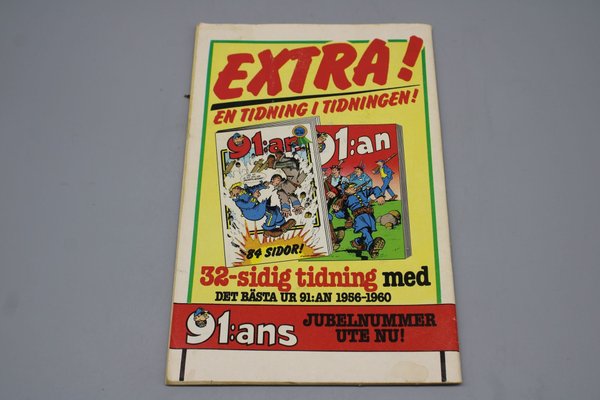 EXTRA!
EN TIDNING I TIDNINGEN!
91:an
91:an
84 SIDOR!
32-sidig tidning med
DET BÄSTA UR 91:AN 1956-1960
91:ans
JUBELNUMMER
UTE NU!